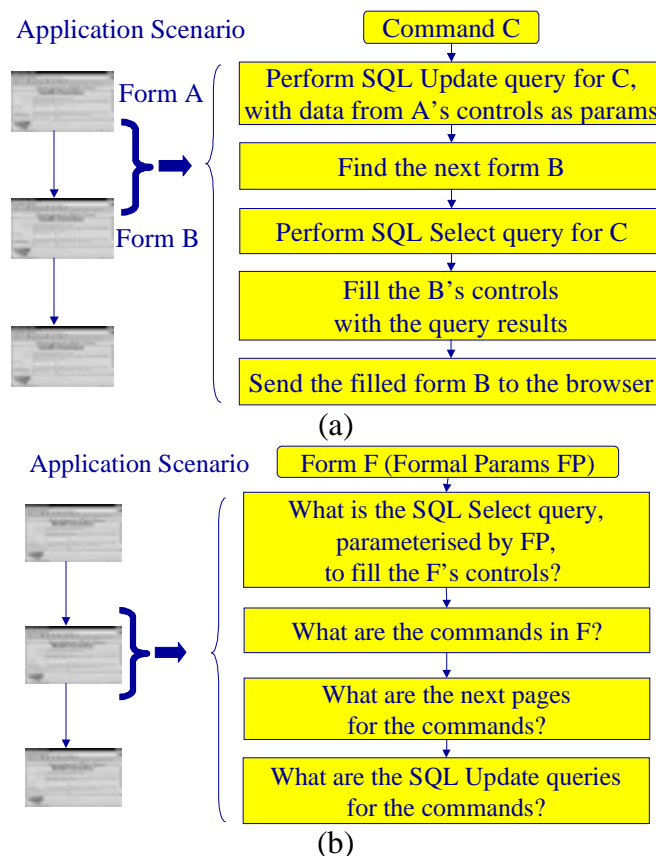 Application Scenario
Command C
Form A
Perform SQL Update query for C,
with data from A's controls as params
Find the next form B
Form B
Perform SQL Select query for C
Fill the B's controls
with the query results
Send the filled form B to the browser
(a)
Application Scenario
Form F (Formal Params FP)
What is the SQL Select query,
parameterised by FP,
to fill the F's controls?
What are the commands in F?
What are the next pages
for the commands?
What are the SQL Update queries
for the commands?
(b)